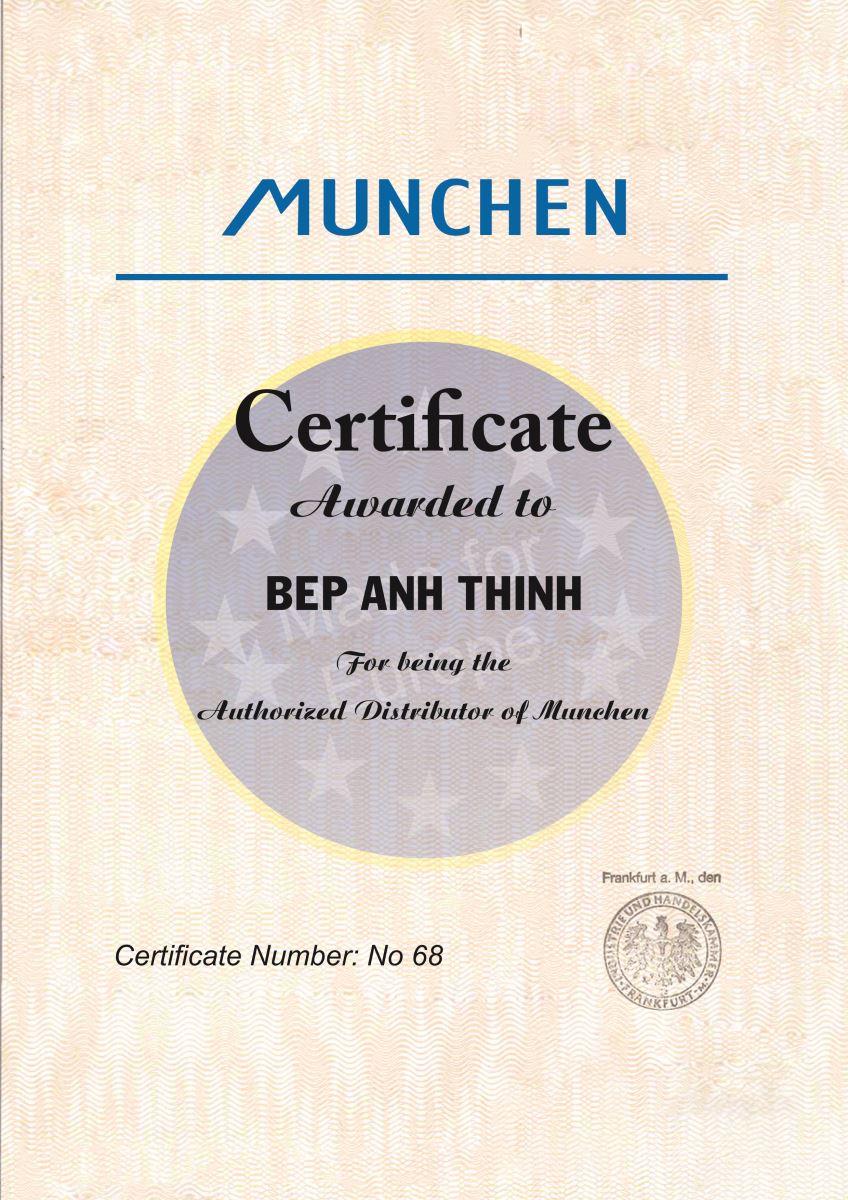 MUNCHEN
Certificate
Awarded to
Made for
BEP ANH THINH
Europe
For being the
Authorized Distributor of Munchen
Frankfurt a. M., den
INDUSTRIE UND HANDELSKAMMER
FRANKFURT-M.
Certificate Number: No 68